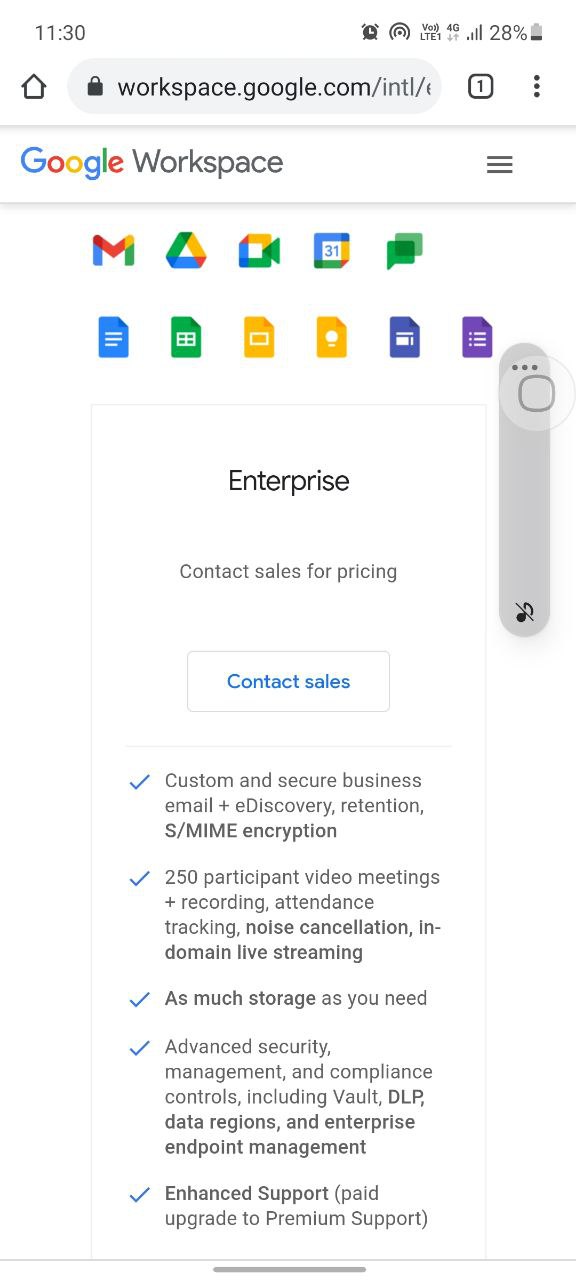 11:30
Vo)) 4G
LTE1
28%
workspace.google.com/intl/
1
Google Workspace
31
Enterprise
Contact sales for pricing
Contact sales
Custom and secure business
email + eDiscovery, retention,
S/MIME encryption
250 participant video meetings
+ recording, attendance
tracking, noise cancellation, in-
domain live streaming
As much storage as you need
Advanced security,
management, and compliance
controls, including Vault, DLP,
data regions, and enterprise
endpoint management
Enhanced Support (paid
upgrade to Premium Support)